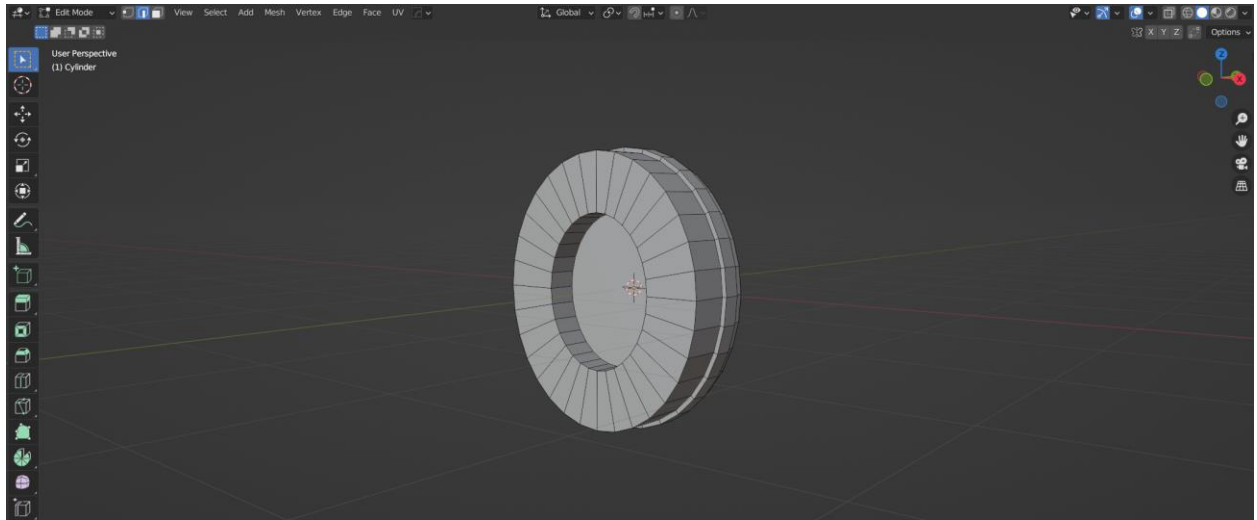 Edit Mode View Select Add Mesh Vertex Edge Face UV Global
X Y Z Options
User Perspective
(1) Cylinder
Z
X